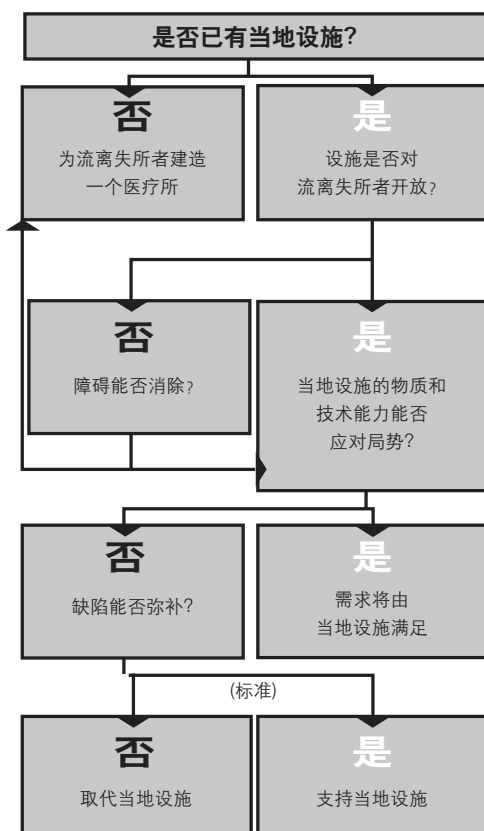 是否已有当地设施?
否
为流离失所者建造
一个医疗所
是
设施是否对
流离失所者开放?
否
障碍能否消除?
是
当地设施的物质和
技术能力能否
应对局势?
否
缺陷能否弥补?
是
需求将由
当地设施满足
(标准)
否
取代当地设施
是
支持当地设施